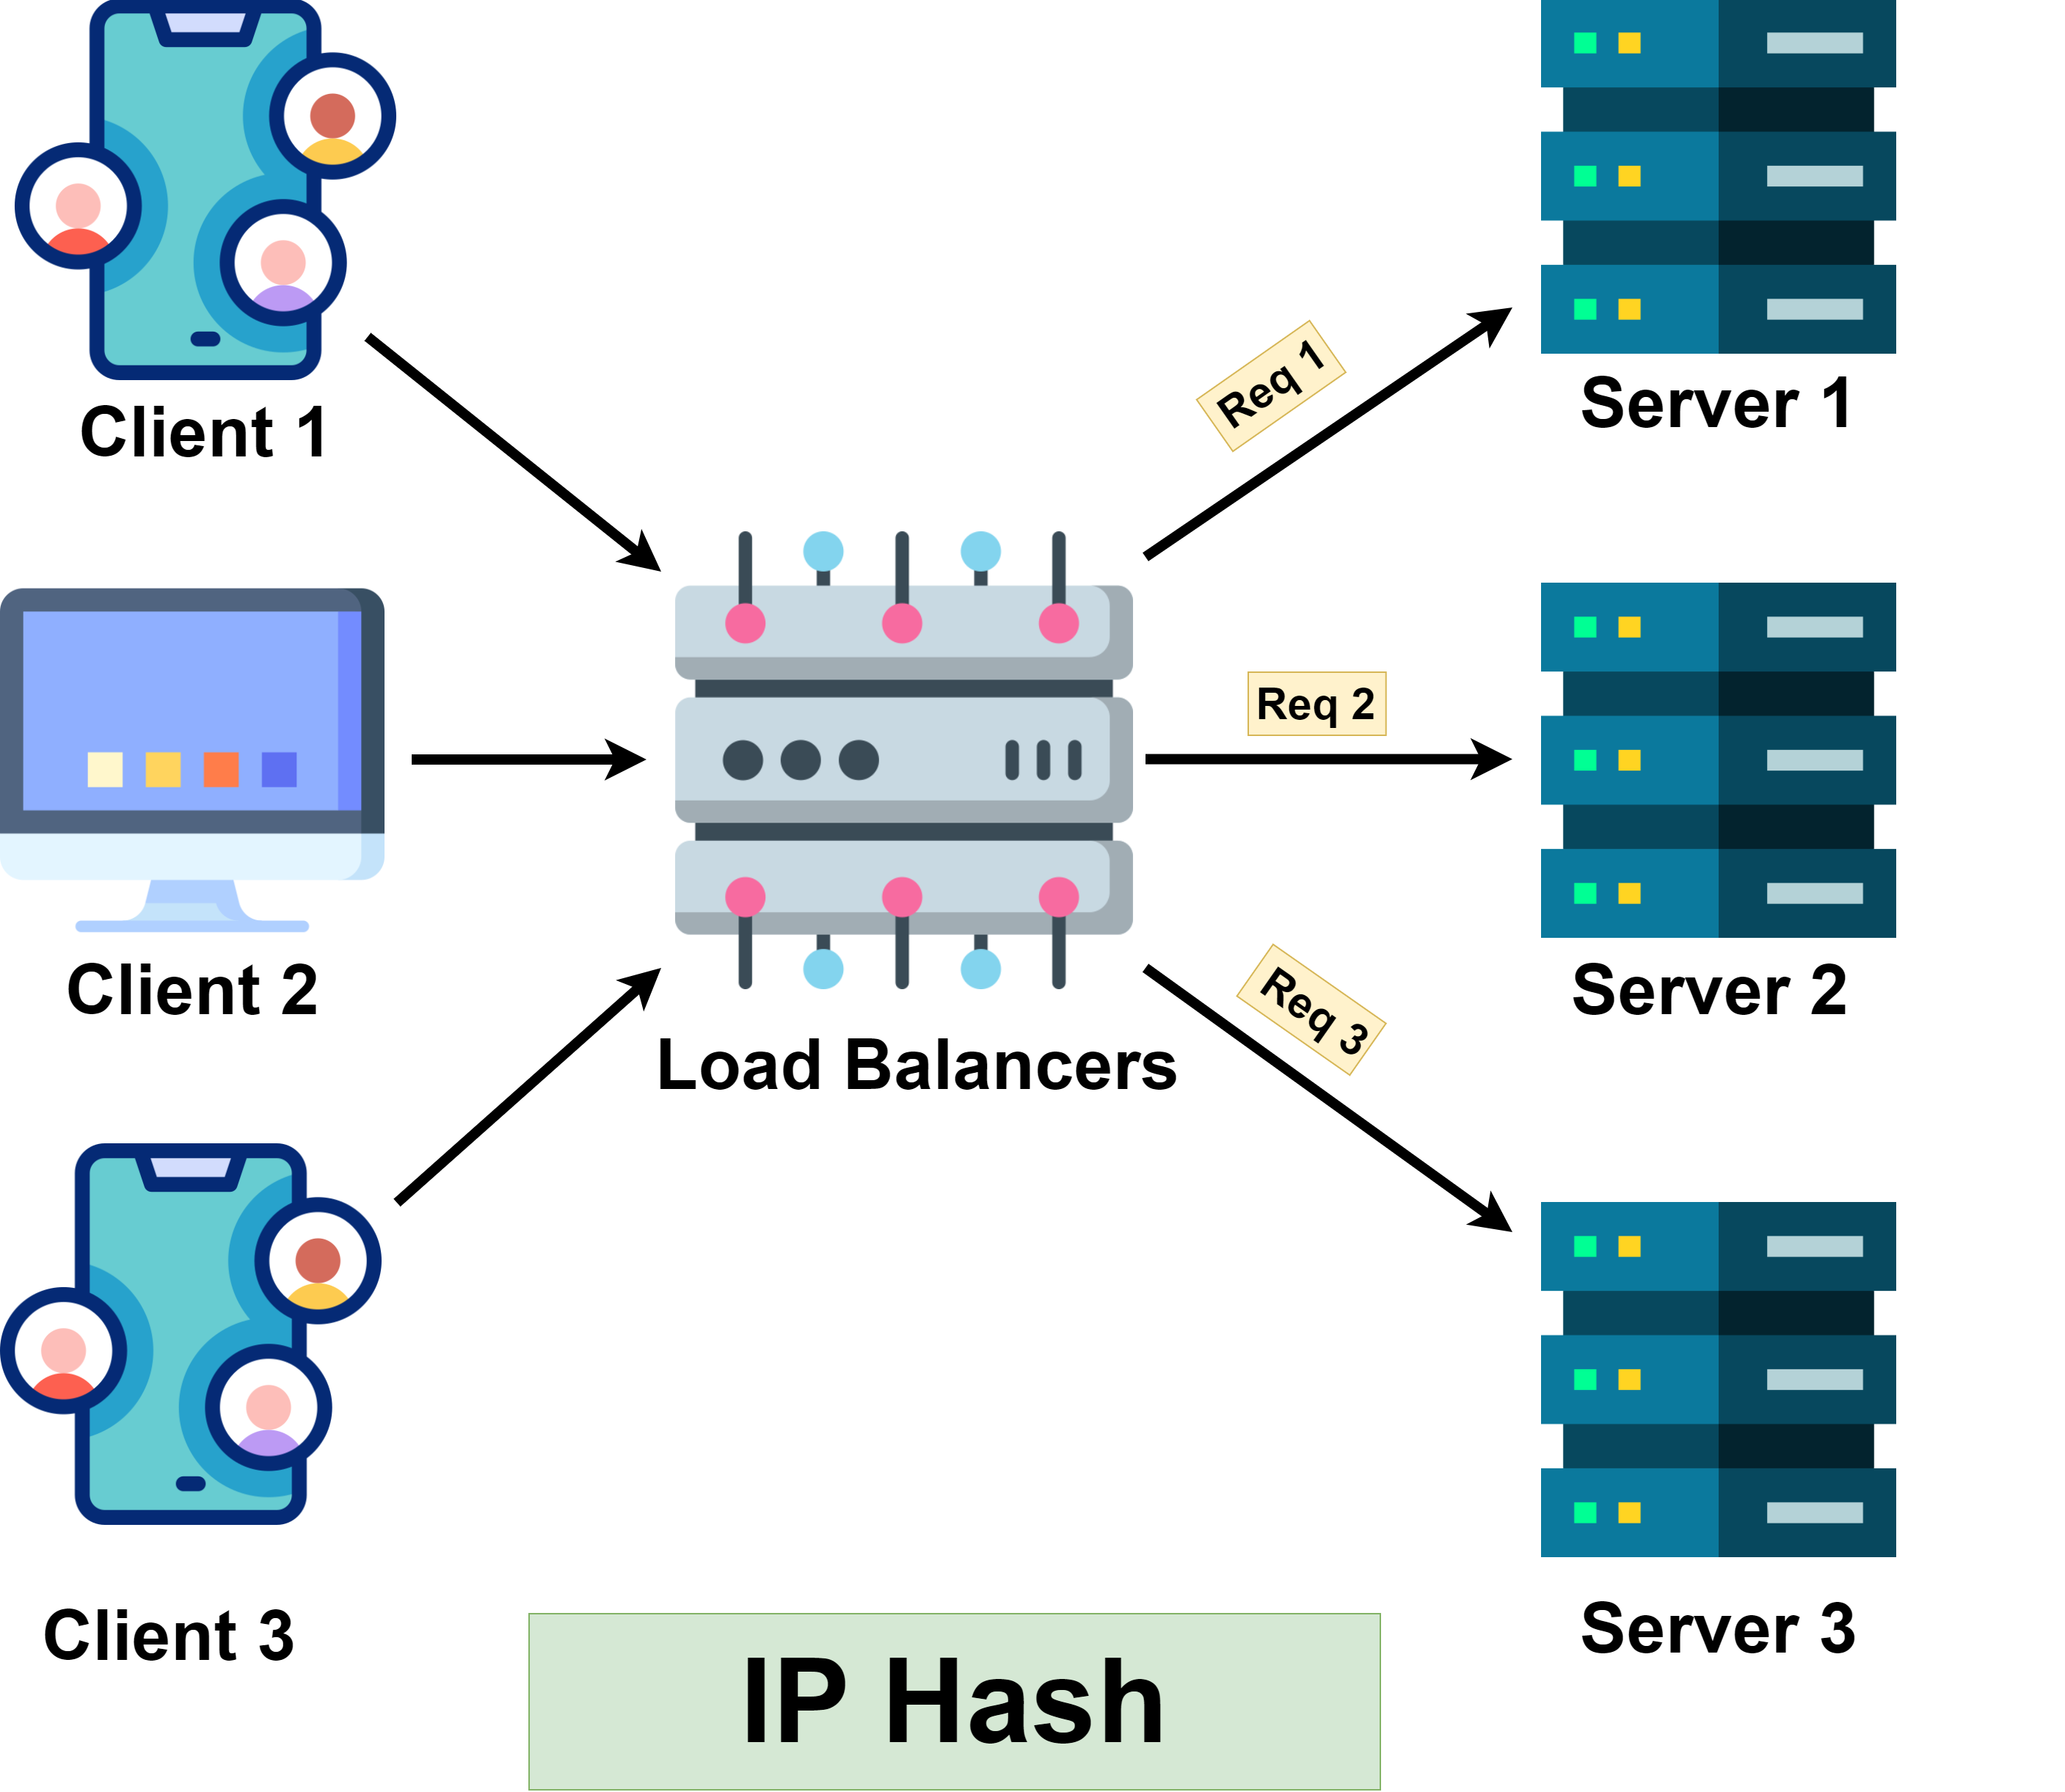 Client 1
Req 1
Server 1
Req 2
Client 2
Server 2
Load Balancers
Req 3
Client 3
Server 3
IP Hash